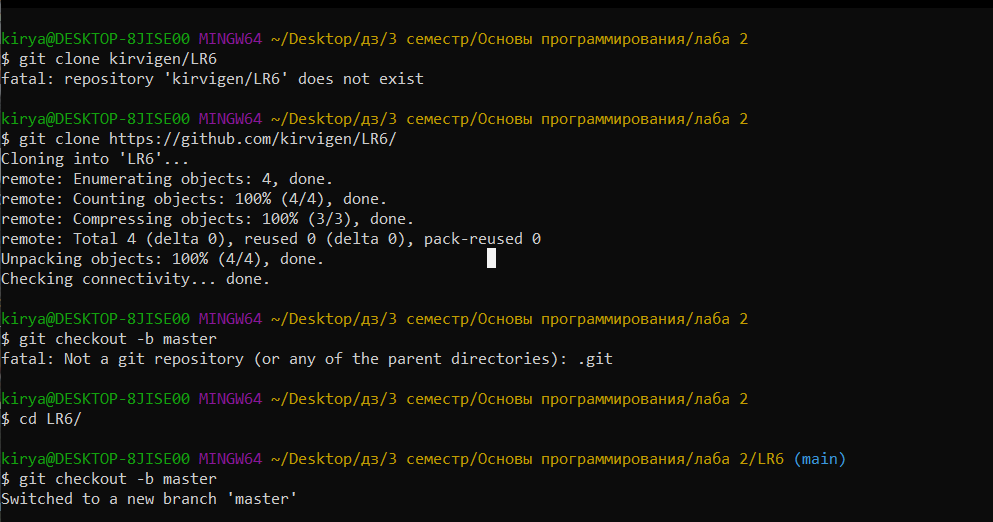 kirya@DESKTOP-8JISE00 MINGW64 ~/Desktop/дз/3 семестр/Основы программирования/лаба 2
$ git clone kirvigen/LR6
fatal: repository 'kirvigen/LR6' does not exist
kirya@DESKTOP-8JISE00 MINGW64 ~/Desktop/дз/3 семестр/Основы программирования/лаба 2
$ git clone https://github.com/kirvigen/LR6/
Cloning into 'LR6'...
remote: Enumerating objects: 4, done.
remote: Counting objects: 100% (4/4), done.
remote: Compressing objects: 100% (3/3), done.
remote: Total 4 (delta 0), reused 0 (delta 0), pack-reused 0
Unpacking objects: 100% (4/4), done.
Checking connectivity... done.
kirya@DESKTOP-8JISE00 MINGW64 ~/Desktop/дз/3 семестр/Основы программирования/лаба 2
$ git checkout -b master
fatal: Not a git repository (or any of the parent directories): .git
kirya@DESKTOP-8JISE00 MINGW64 ~/Desktop/дз/3 семестр/Основы программирования/лаба 2
$ cd LR6/
kirya@DESKTOP-8JISE00 MINGW64 ~/Desktop/дз/3 семестр/Основы программирования/лаба 2/LR6 (main)
$ git checkout -b master
Switched to a new branch 'master'